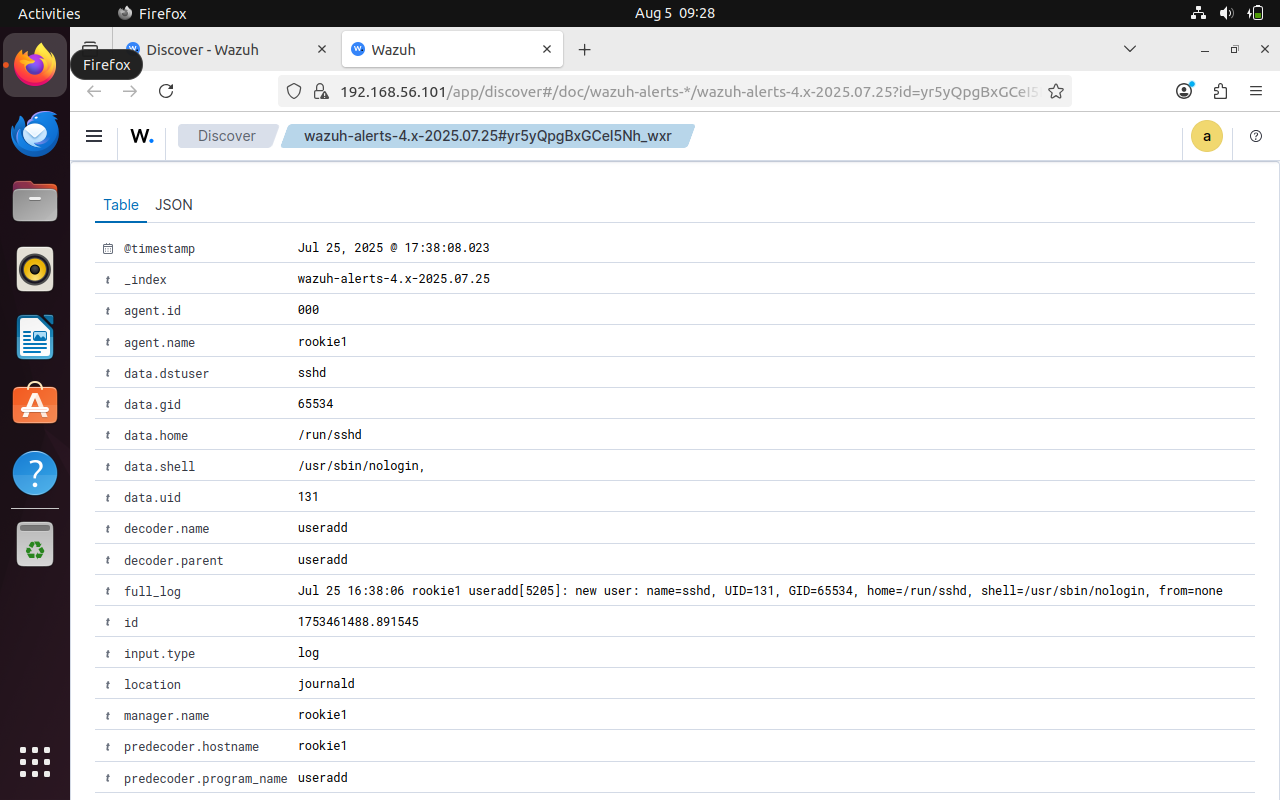 Activities Firefox Aug 5 09:28
Discover - Wazuh Wazuh
Firefox
192.168.56.101/app/discover#/doc/wazuh-alerts-*/wazuh-alerts-4.x-2025.07.25?id=yr5yQpgBxGCeI5
W. Discover wazuh-alerts-4.x-2025.07.25#yr5yQpgBxGCeI5Nh_wxr a
Table JSON
@timestamp Jul 25, 2025 @ 17:38:08.023
t _index wazuh-alerts-4.x-2025.07.25
t agent.id 000
t agent.name rookie1
t data.dstuser sshd
t data.gid 65534
t data.home /run/sshd
t data.shell /usr/sbin/nologin,
t data.uid 131
t decoder.name useradd
t decoder.parent useradd
t full_log Jul 25 16:38:06 rookie1 useradd[5205]: new user: name=sshd, UID=131, GID=65534, home=/run/sshd, shell=/usr/sbin/nologin, from=none
t id 1753461488.891545
t input.type log
t location journald
t manager.name rookie1
t predecoder.hostname rookie1
t predecoder.program_name useradd